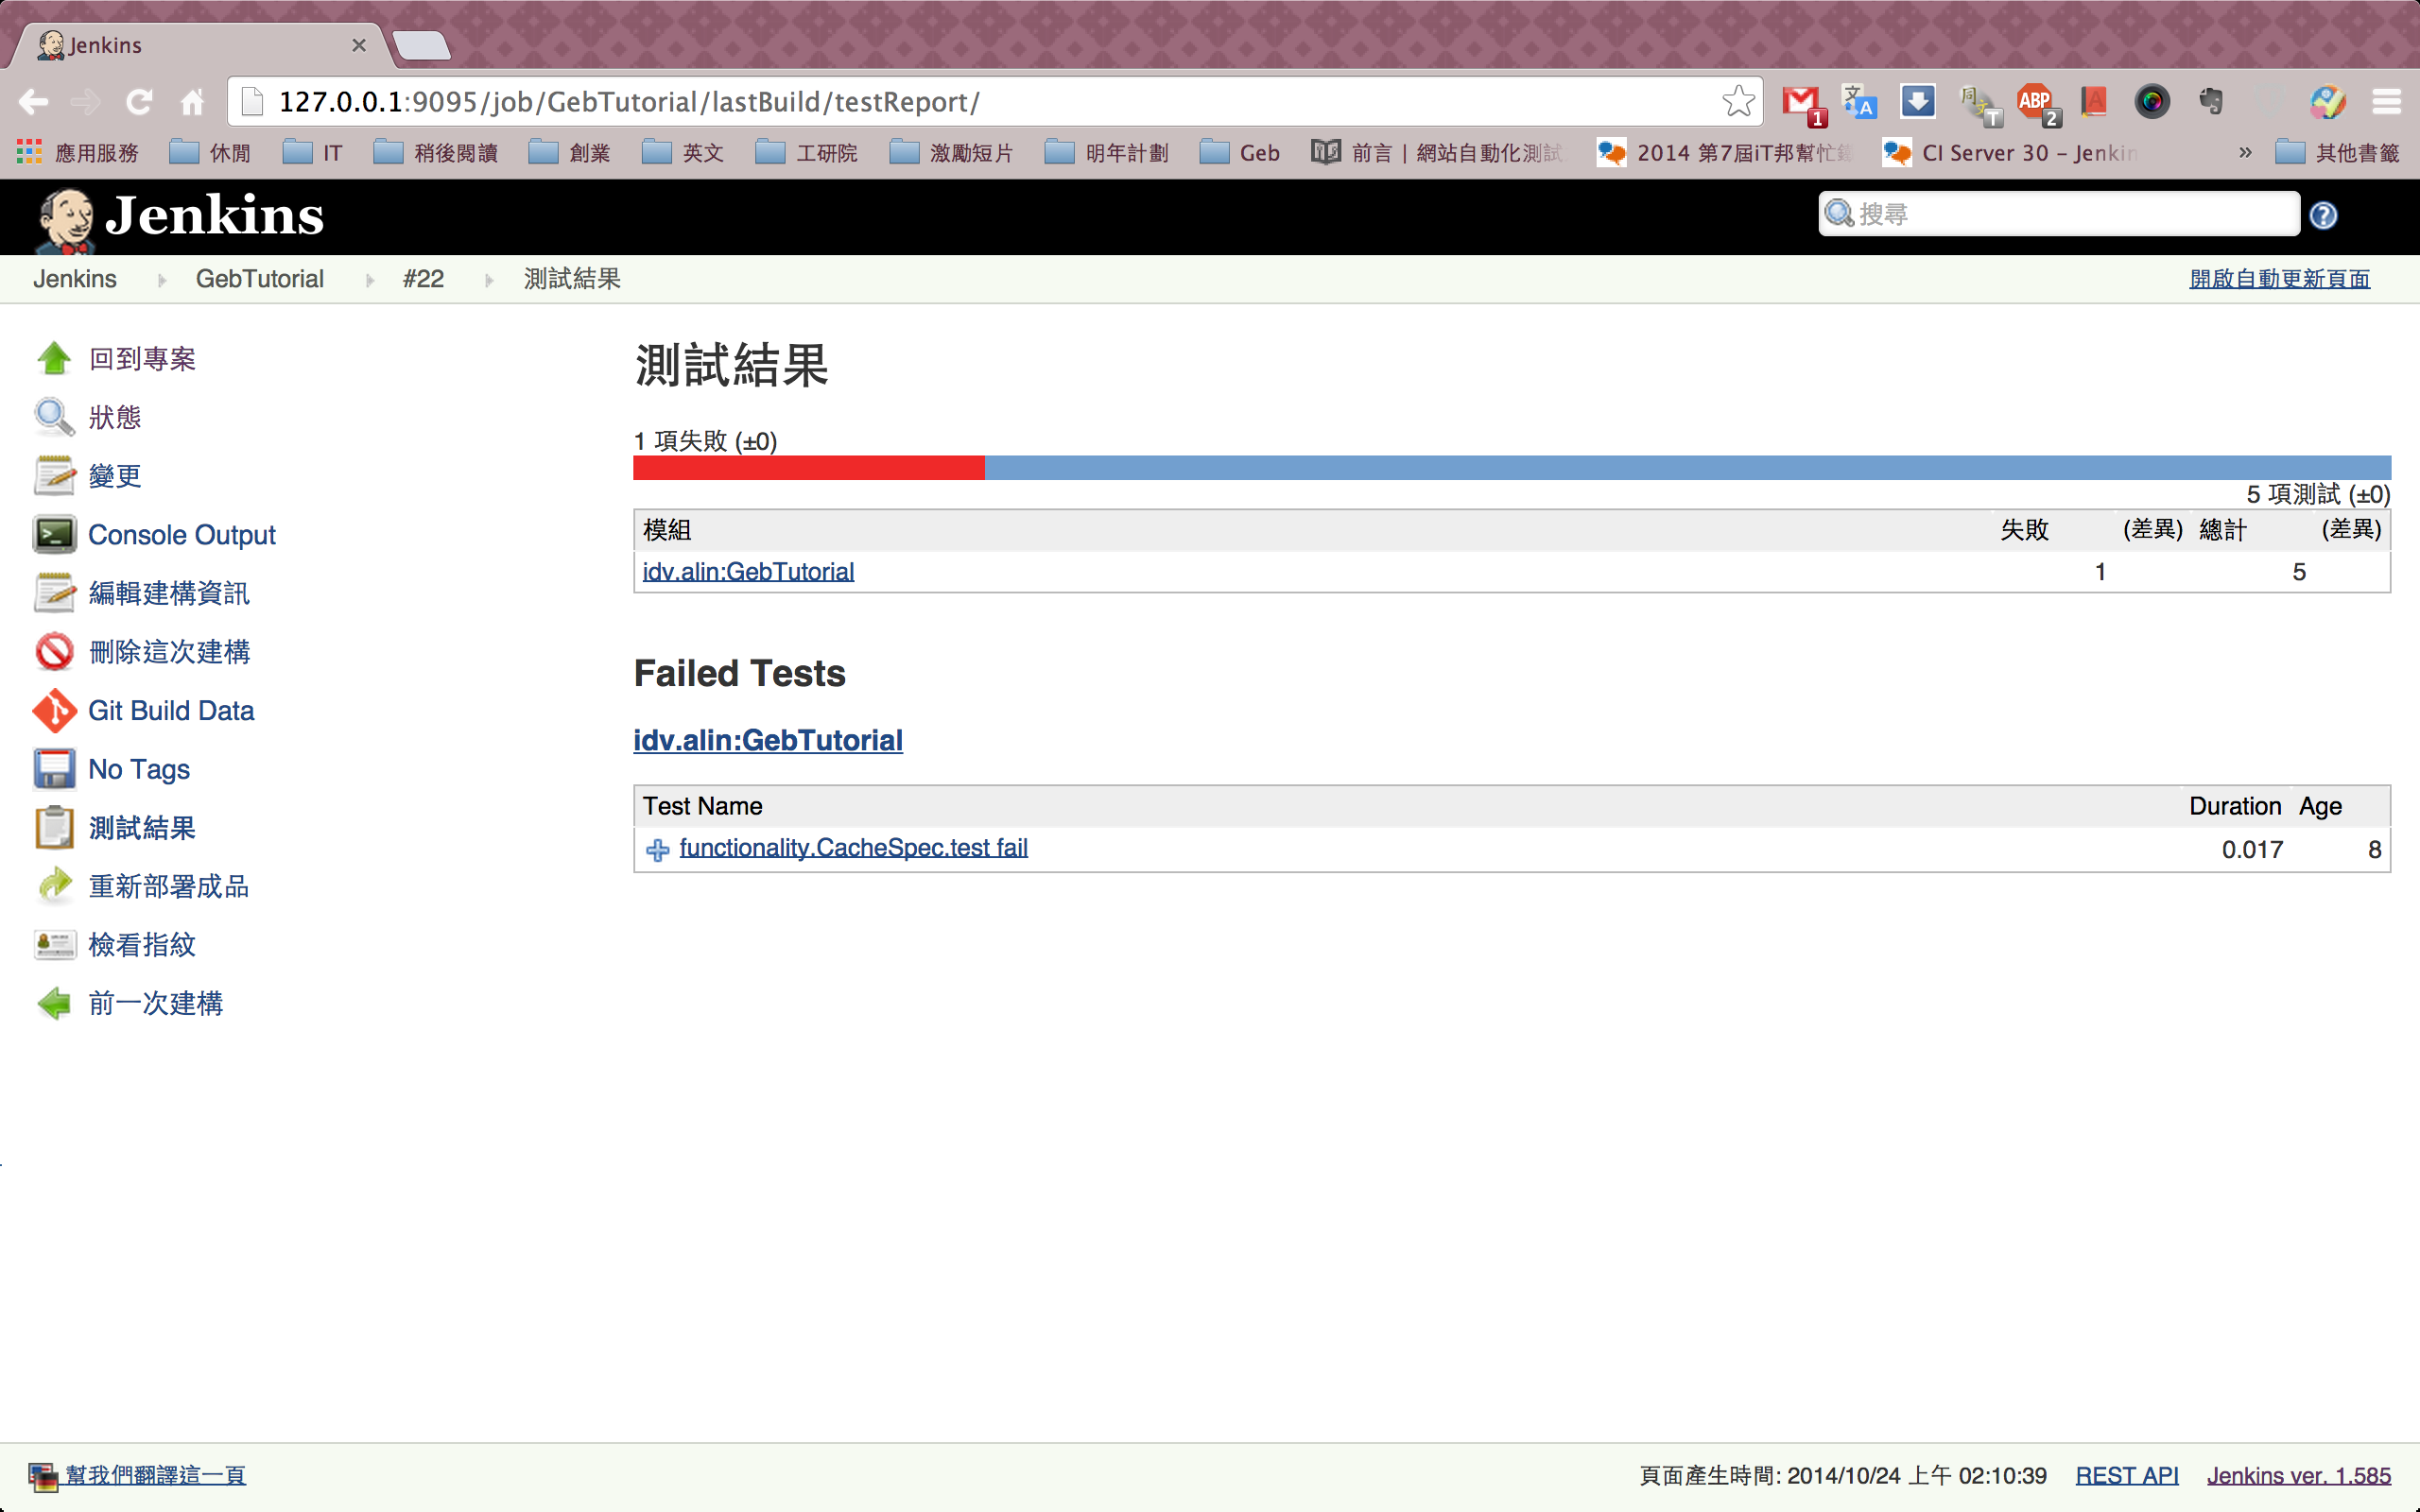 Jenkins
127.0.0.1:9095/job/GebTutorial/lastBuild/testReport/
1
T
ABP
2
應用服務 休閒 IT 稍後閱讀 創業 英文 工研院 激勵短片 明年計劃 Geb 前言 | 網站自動化測試 2014 第7屆iT邦幫忙 CI Server 30 – Jenkin » 其他書籤
Jenkins
搜尋
Jenkins GebTutorial #22 測試結果
開啟自動更新頁面
回到專案
狀態
變更
Console Output
編輯建構資訊
刪除這次建構
Git Build Data
No Tags
測試結果
重新部署成品
檢看指紋
前一次建構
測試結果
1 項失敗 (±0)
5 項測試 (±0)
模組 失敗 (差異) 總計 (差異)
idv.alin:GebTutorial 1 5
Failed Tests
idv.alin:GebTutorial
Test Name Duration Age
functionality.CacheSpec.test fail 0.017 8
幫我們翻譯這一頁
頁面產生時間: 2014/10/24 上午 02:10:39 REST API Jenkins ver. 1.585